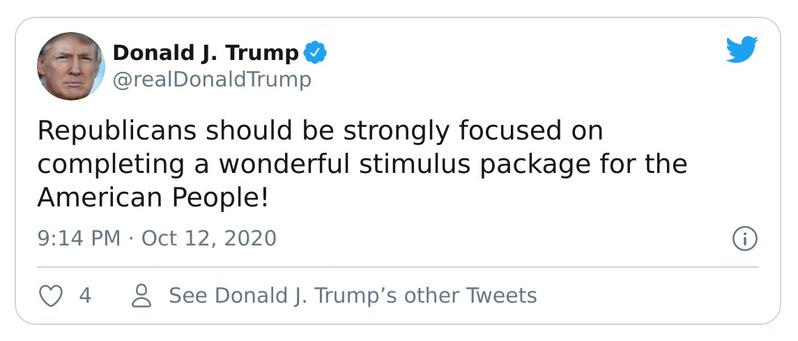 Donald J. Trump
@realDonaldTrump
Republicans should be strongly focused on
completing a wonderful stimulus package for the
American People!
9:14 PM · Oct 12, 2020
4
See Donald J. Trump’s other Tweets